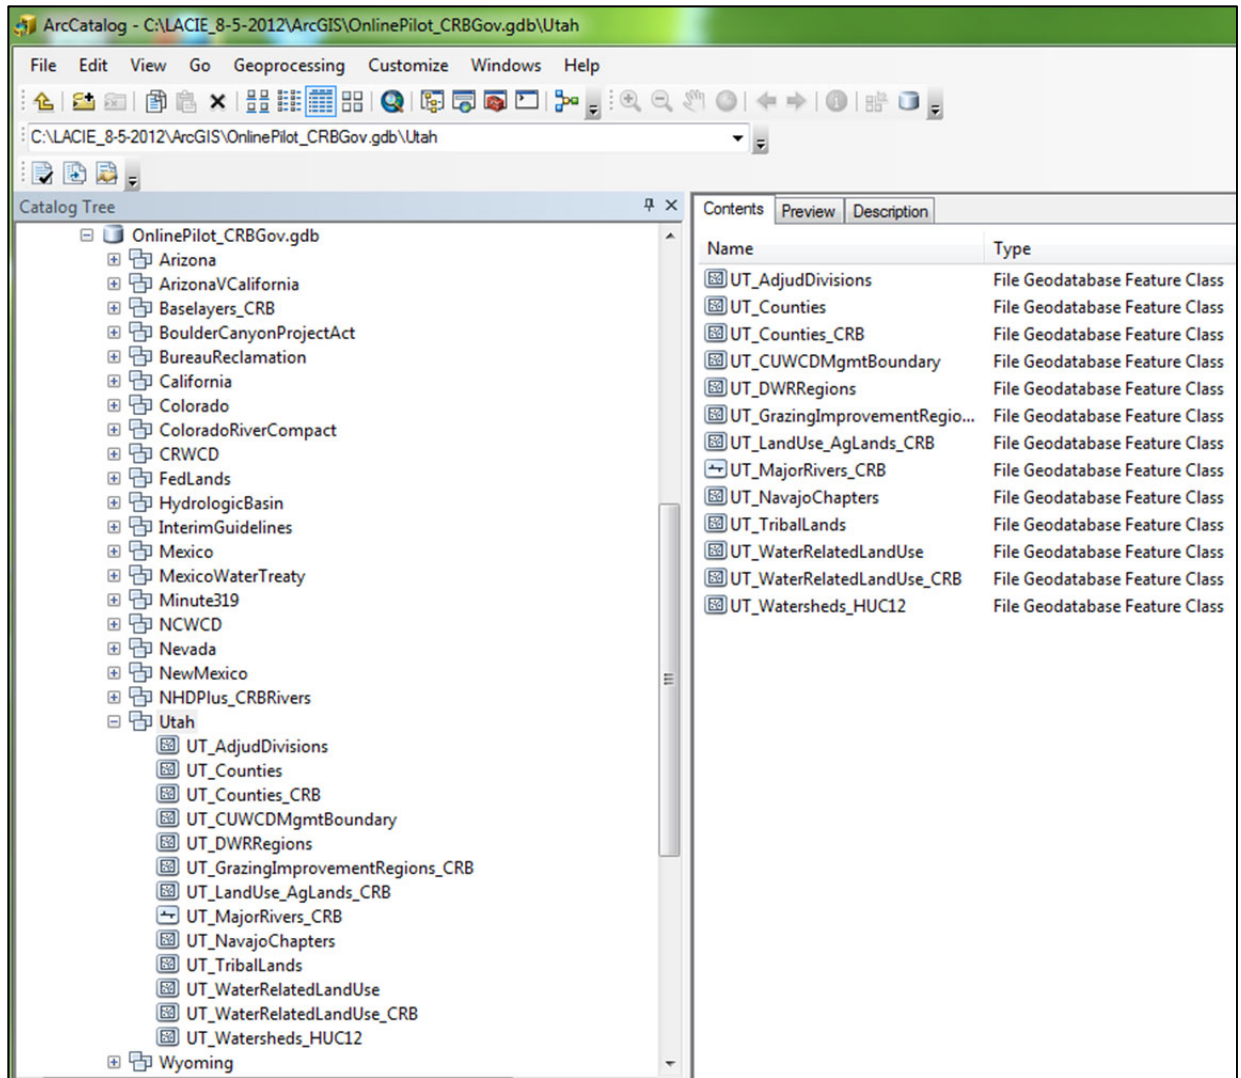 ArcCatalog - C:\LACIE_8-5-2012\ArcGIS\OnlinePilot_CRBGov.gdb\Utah
File Edit View Go Geoprocessing Customize Windows Help
C:\LACIE_8-5-2012\ArcGIS\OnlinePilot_CRBGov.gdb\Utah
Catalog Tree
OnlinePilot_CRBGov.gdb
Arizona
ArizonaVCalifornia
Baselayers_CRB
BoulderCanyonProjectAct
BureauReclamation
California
Colorado
ColoradoRiverCompact
CRWCD
FedLands
HydrologicBasin
InterimGuidelines
Mexico
MexicoWaterTreaty
Minute319
NCWCD
Nevada
NewMexico
NHDPlus_CRBRivers
Utah
UT_AdjudDivisions
UT_Counties
UT_Counties_CRB
UT_CUWCDMgmtBoundary
UT_DWRRegions
UT_GrazingImprovementRegions_CRB
UT_LandUse_AgLands_CRB
UT_MajorRivers_CRB
UT_NavajoChapters
UT_TribalLands
UT_WaterRelatedLandUse
UT_WaterRelatedLandUse_CRB
UT_Watersheds_HUC12
Wyoming
Contents Preview Description
Name Type
UT_AdjudDivisions File Geodatabase Feature Class
UT_Counties File Geodatabase Feature Class
UT_Counties_CRB File Geodatabase Feature Class
UT_CUWCDMgmtBoundary File Geodatabase Feature Class
UT_DWRRegions File Geodatabase Feature Class
UT_GrazingImprovementRegio... File Geodatabase Feature Class
UT_LandUse_AgLands_CRB File Geodatabase Feature Class
UT_MajorRivers_CRB File Geodatabase Feature Class
UT_NavajoChapters File Geodatabase Feature Class
UT_TribalLands File Geodatabase Feature Class
UT_WaterRelatedLandUse File Geodatabase Feature Class
UT_WaterRelatedLandUse_CRB File Geodatabase Feature Class
UT_Watersheds_HUC12 File Geodatabase Feature Class